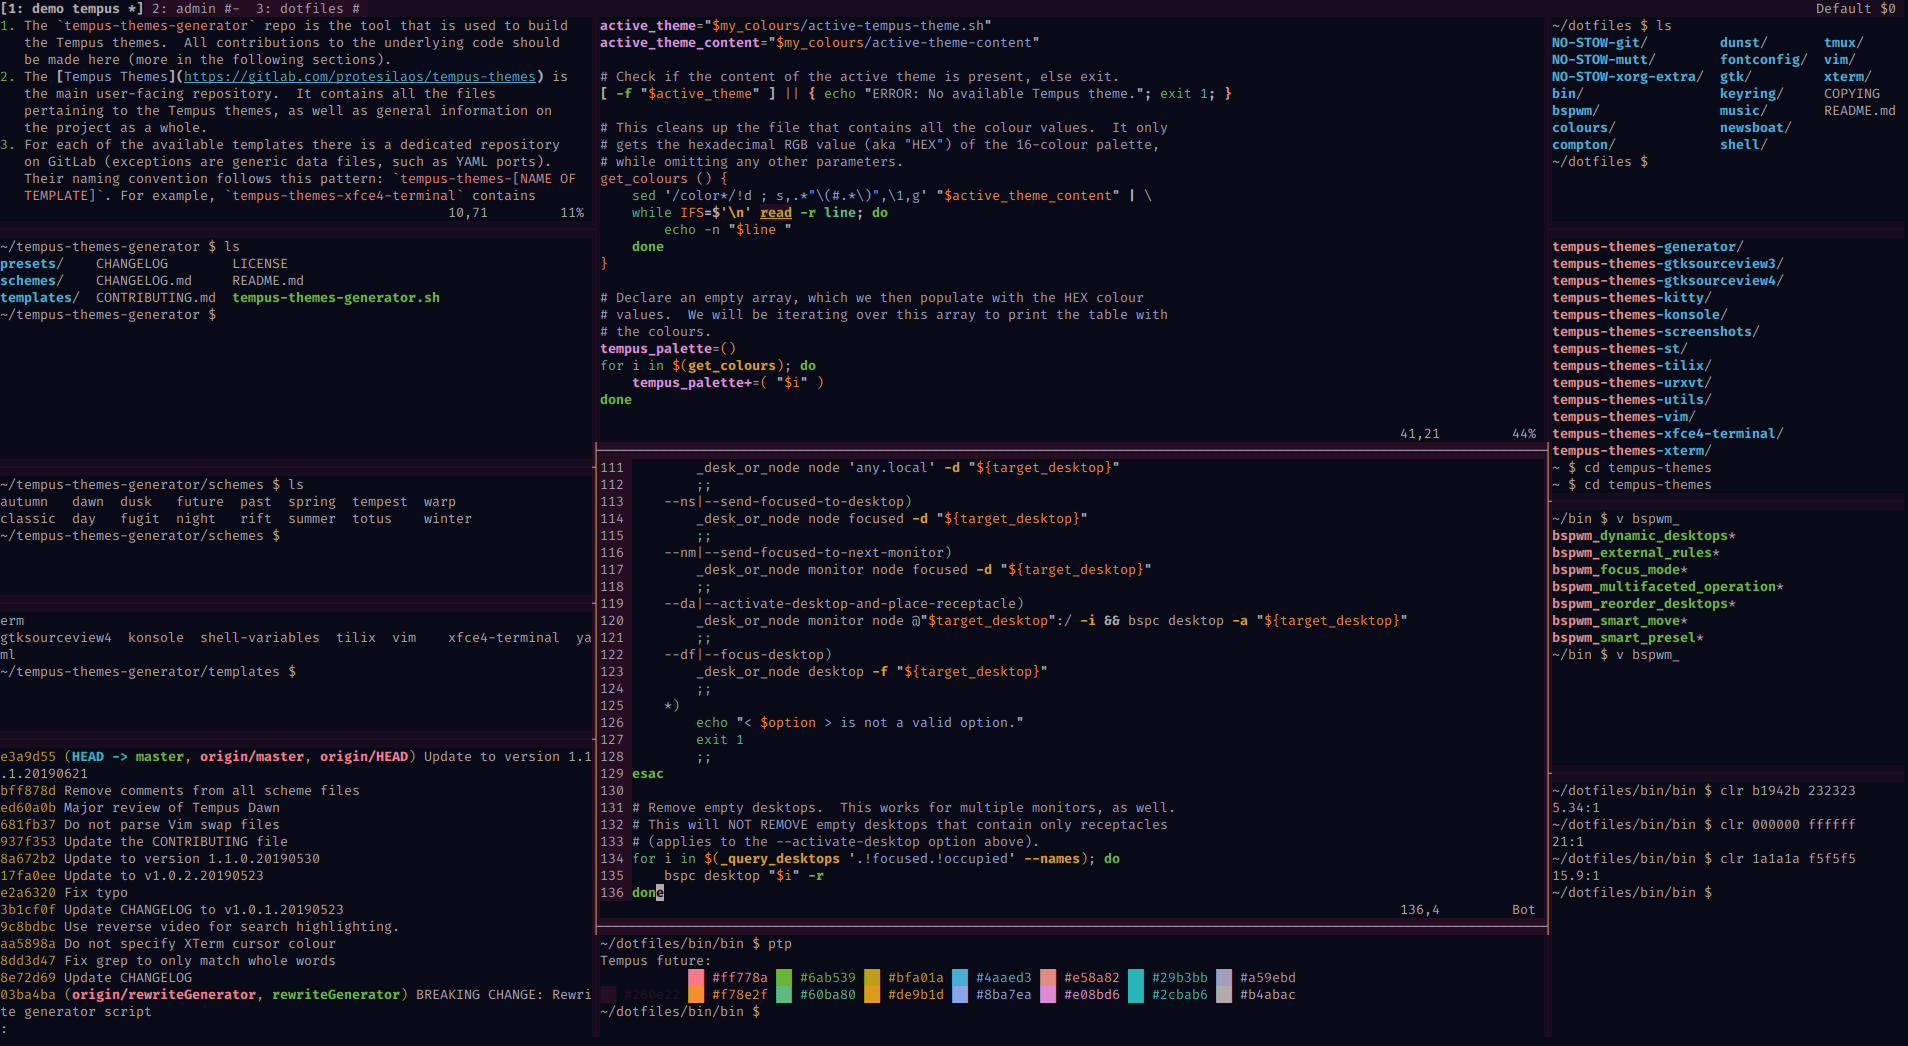 [1: demo tempus *] 2: admin #-  3: dotfiles #
Default $0
1. The `tempus-themes-generator` repo is the tool that is used to build
the Tempus themes.  All contributions to the underlying code should
be made here (more in the following sections).
2. The [Tempus Themes](https://gitlab.com/protesilaos/tempus-themes) is
the main user-facing repository.  It contains all the files
pertaining to the Tempus themes, as well as general information on
the project as a whole.
3. For each of the available templates there is a dedicated repository
on GitLab (exceptions are generic data files, such as YAML ports).
Their naming convention follows this pattern: `tempus-themes-[NAME OF
TEMPLATE]`. For example, `tempus-themes-xfce4-terminal` contains
10,71         11%
~/tempus-themes-generator $ ls
presets/    CHANGELOG        LICENSE
schemes/    CHANGELOG.md     README.md
templates/  CONTRIBUTING.md  tempus-themes-generator.sh
~/tempus-themes-generator $
~/tempus-themes-generator/schemes $ ls
autumn   dawn  dusk   future  past  spring  tempest  warp
classic  day   fugit  night   rift  summer  totus    winter
~/tempus-themes-generator/schemes $
erm
gtksourceview4  konsole  shell-variables  tilix  vim    xfce4-terminal  ya
ml
~/tempus-themes-generator/templates $
e3a9d55 (HEAD -> master, origin/master, origin/HEAD) Update to version 1.1
.1.20190621
bff878d Remove comments from all scheme files
ed60a0b Major review of Tempus Dawn
681fb37 Do not parse Vim swap files
937f353 Update the CONTRIBUTING file
8a672b2 Update to version 1.1.0.20190530
17fa0ee Update to v1.0.2.20190523
e2a6320 Fix typo
3b1cf0f Update CHANGELOG to v1.0.1.20190523
9c8bdbc Use reverse video for search highlighting.
aa5898a Do not specify XTerm cursor colour
8dd3d47 Fix grep to only match whole words
8e72d69 Update CHANGELOG
03ba4ba (origin/rewriteGenerator, rewriteGenerator) BREAKING CHANGE: Rewri
te generator script
:
active_theme="$my_colours/active-tempus-theme.sh"
active_theme_content="$my_colours/active-theme-content"
# Check if the content of the active theme is present, else exit.
[ -f "$active_theme" ] || { echo "ERROR: No available Tempus theme."; exit 1; }
# This cleans up the file that contains all the colour values.  It only
# gets the hexadecimal RGB value (aka "HEX") of the 16-colour palette,
# while omitting any other parameters.
get_colours () {
sed '/color*/!d ; s,.*"\(#.*\)",\1,g' "$active_theme_content" | \
while IFS=$'\n' read -r line; do
echo -n "$line "
done
}
# Declare an empty array, which we then populate with the HEX colour
# values.  We will be iterating over this array to print the table with
# the colours.
tempus_palette=()
for i in $(get_colours); do
tempus_palette+=( "$i" )
done
41,21         44%
111         _desk_or_node node 'any.local' -d "${target_desktop}"
112         ;;
113     --ns|--send-focused-to-desktop)
114         _desk_or_node node focused -d "${target_desktop}"
115         ;;
116     --nm|--send-focused-to-next-monitor)
117         _desk_or_node monitor node focused -d "${target_desktop}"
118         ;;
119     --da|--activate-desktop-and-place-receptacle)
120         _desk_or_node monitor node @"$target_desktop":/ -i && bspc desktop -a "${target_desktop}"
121         ;;
122     --df|--focus-desktop)
123         _desk_or_node desktop -f "${target_desktop}"
124         ;;
125     *)
126         echo "< $option > is not a valid option."
127         exit 1
128         ;;
129 esac
130
131 # Remove empty desktops.  This works for multiple monitors, as well.
132 # This will NOT REMOVE empty desktops that contain only receptacles
133 # (applies to the --activate-desktop option above).
134 for i in $(_query_desktops '.!focused.!occupied' --names); do
135     bspc desktop "$i" -r
136 done
136,4         Bot
~/dotfiles/bin/bin $ ptp
Tempus future:
#ff778a #6ab539 #bfa01a #4aaed3 #e58a82 #29b3bb #a59ebd
#260e22 #f78e2f #60ba80 #de9b1d #8ba7ea #e08bd6 #2cbab6 #b4abac
~/dotfiles/bin/bin $
~/dotfiles $ ls
NO-STOW-git/         dunst/       tmux/
NO-STOW-mutt/        fontconfig/  vim/
NO-STOW-xorg-extra/  gtk/         xterm/
bin/                 keyring/     COPYING
bspwm/               music/       README.md
colours/             newsboat/
compton/             shell/
~/dotfiles $
tempus-themes-generator/
tempus-themes-gtksourceview3/
tempus-themes-gtksourceview4/
tempus-themes-kitty/
tempus-themes-konsole/
tempus-themes-screenshots/
tempus-themes-st/
tempus-themes-tilix/
tempus-themes-urxvt/
tempus-themes-utils/
tempus-themes-vim/
tempus-themes-xfce4-terminal/
tempus-themes-xterm/
~ $ cd tempus-themes
~ $ cd tempus-themes
~/bin $ v bspwm_
bspwm_dynamic_desktops*
bspwm_external_rules*
bspwm_focus_mode*
bspwm_multifaceted_operation*
bspwm_reorder_desktops*
bspwm_smart_move*
bspwm_smart_presel*
~/bin $ v bspwm_
~/dotfiles/bin/bin $ clr b1942b 232323
5.34:1
~/dotfiles/bin/bin $ clr 000000 ffffff
21:1
~/dotfiles/bin/bin $ clr 1a1a1a f5f5f5
15.9:1
~/dotfiles/bin/bin $